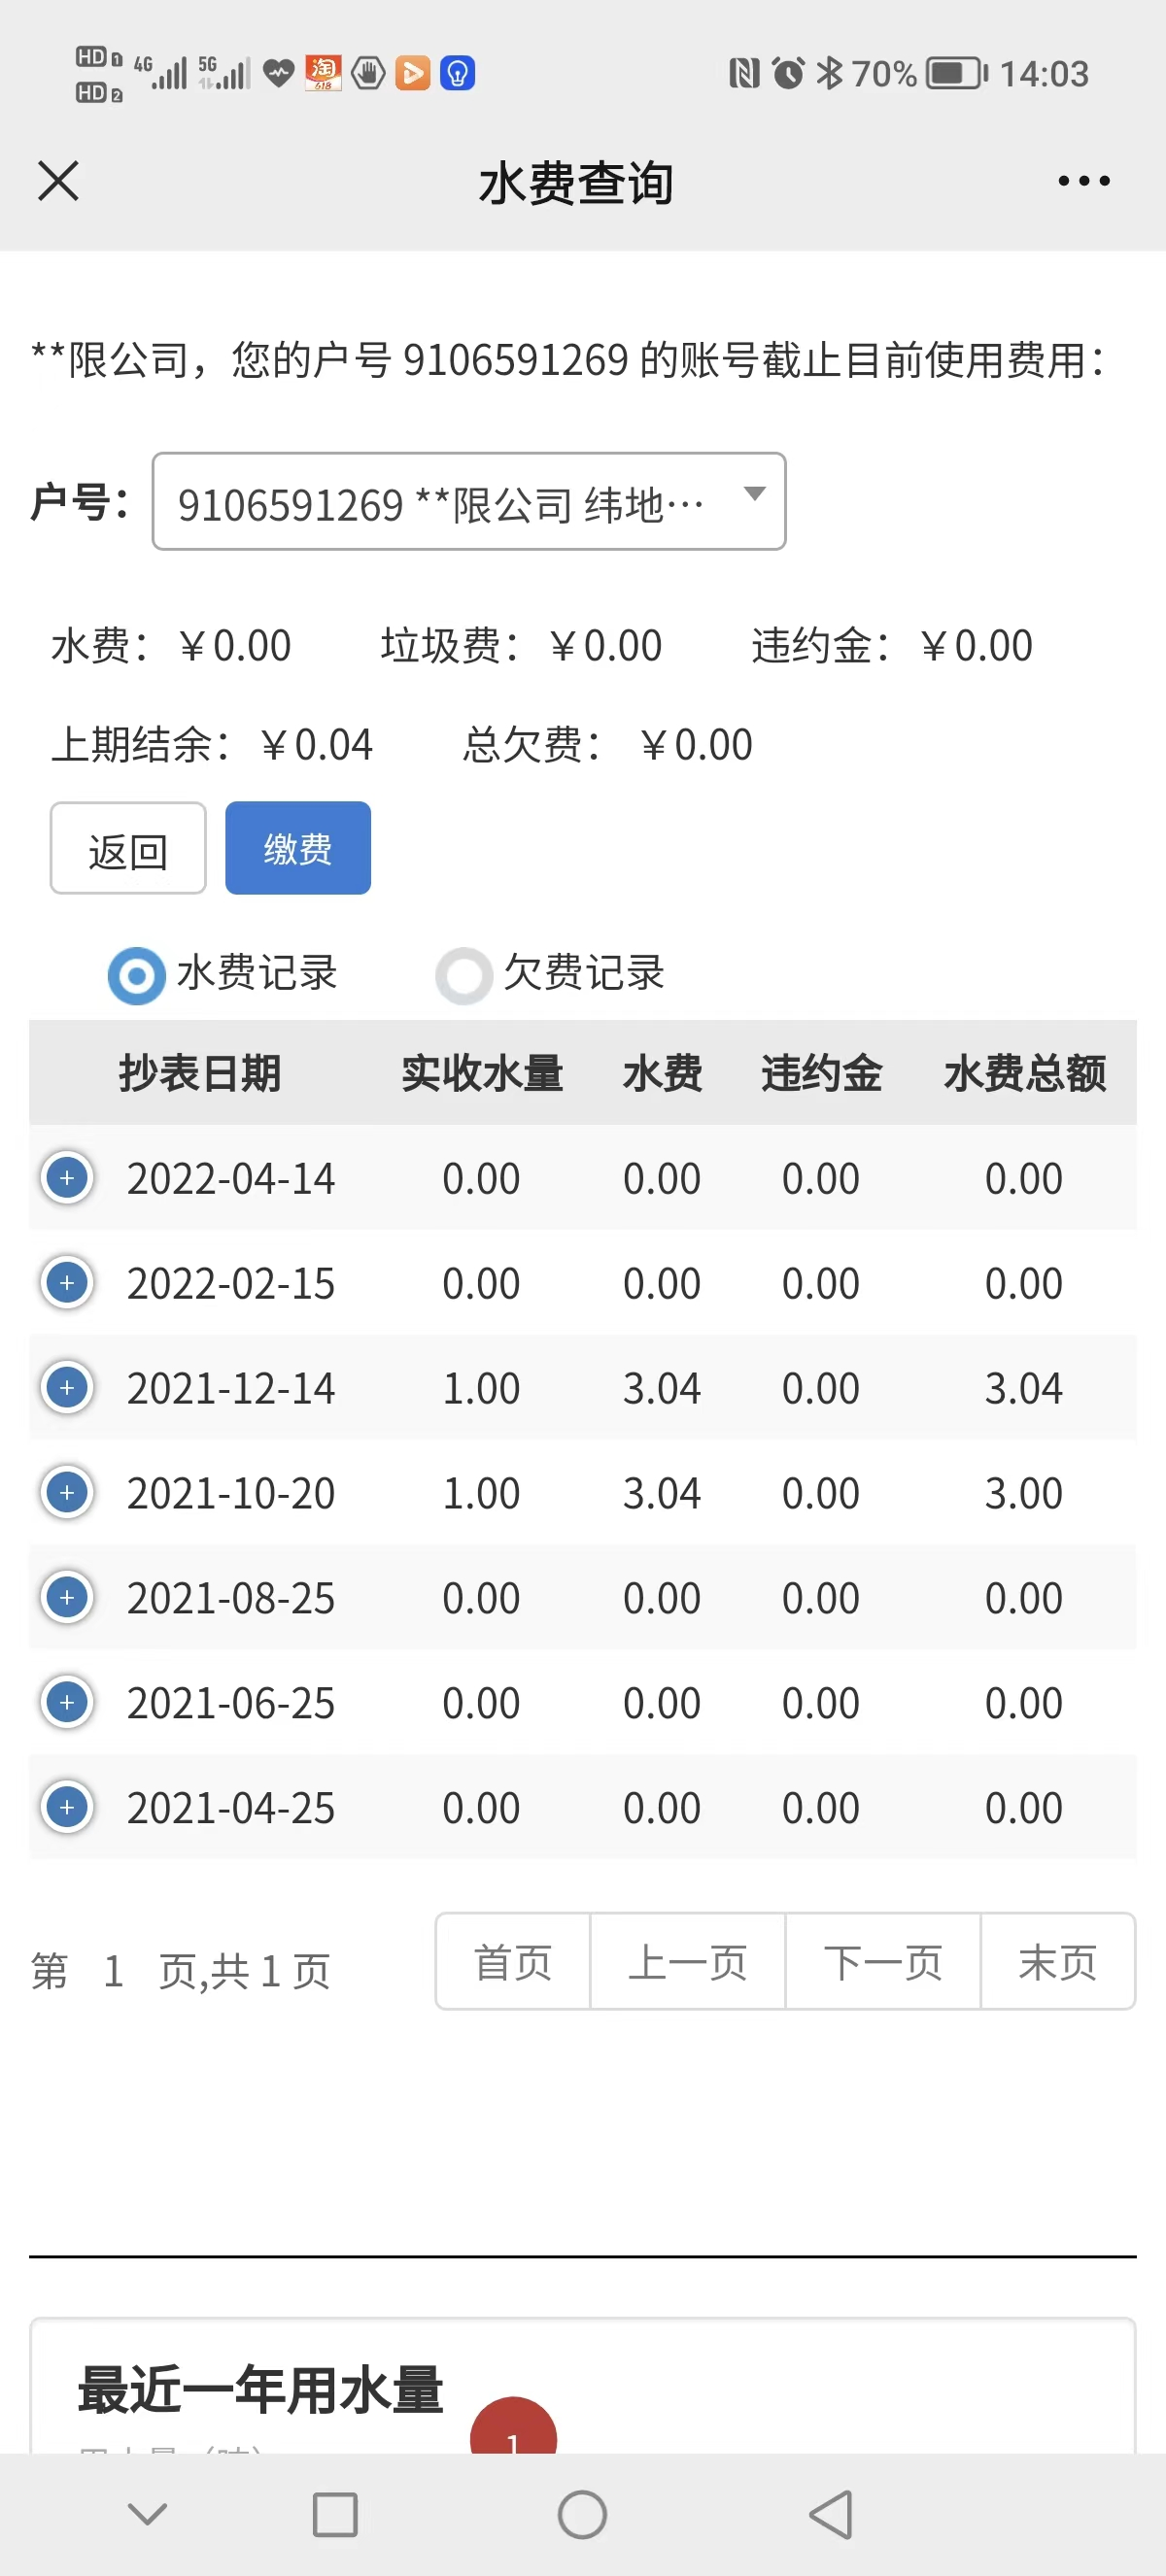 HD 1 4G 5G 70% 14:03
HD 2
淘
618
水费查询
**限公司，您的户号 9106591269 的账号截止目前使用费用：
户号： 9106591269 **限公司 纬地…
水费：￥0.00 垃圾费：￥0.00 违约金：￥0.00
上期结余：￥0.04 总欠费： ￥0.00
返回 缴费
水费记录 欠费记录
抄表日期 实收水量 水费 违约金 水费总额
2022-04-14 0.00 0.00 0.00 0.00
2022-02-15 0.00 0.00 0.00 0.00
2021-12-14 1.00 3.04 0.00 3.04
2021-10-20 1.00 3.04 0.00 3.00
2021-08-25 0.00 0.00 0.00 0.00
2021-06-25 0.00 0.00 0.00 0.00
2021-04-25 0.00 0.00 0.00 0.00
第 1 页,共 1 页 首页 上一页 下一页 末页
最近一年用水量
1